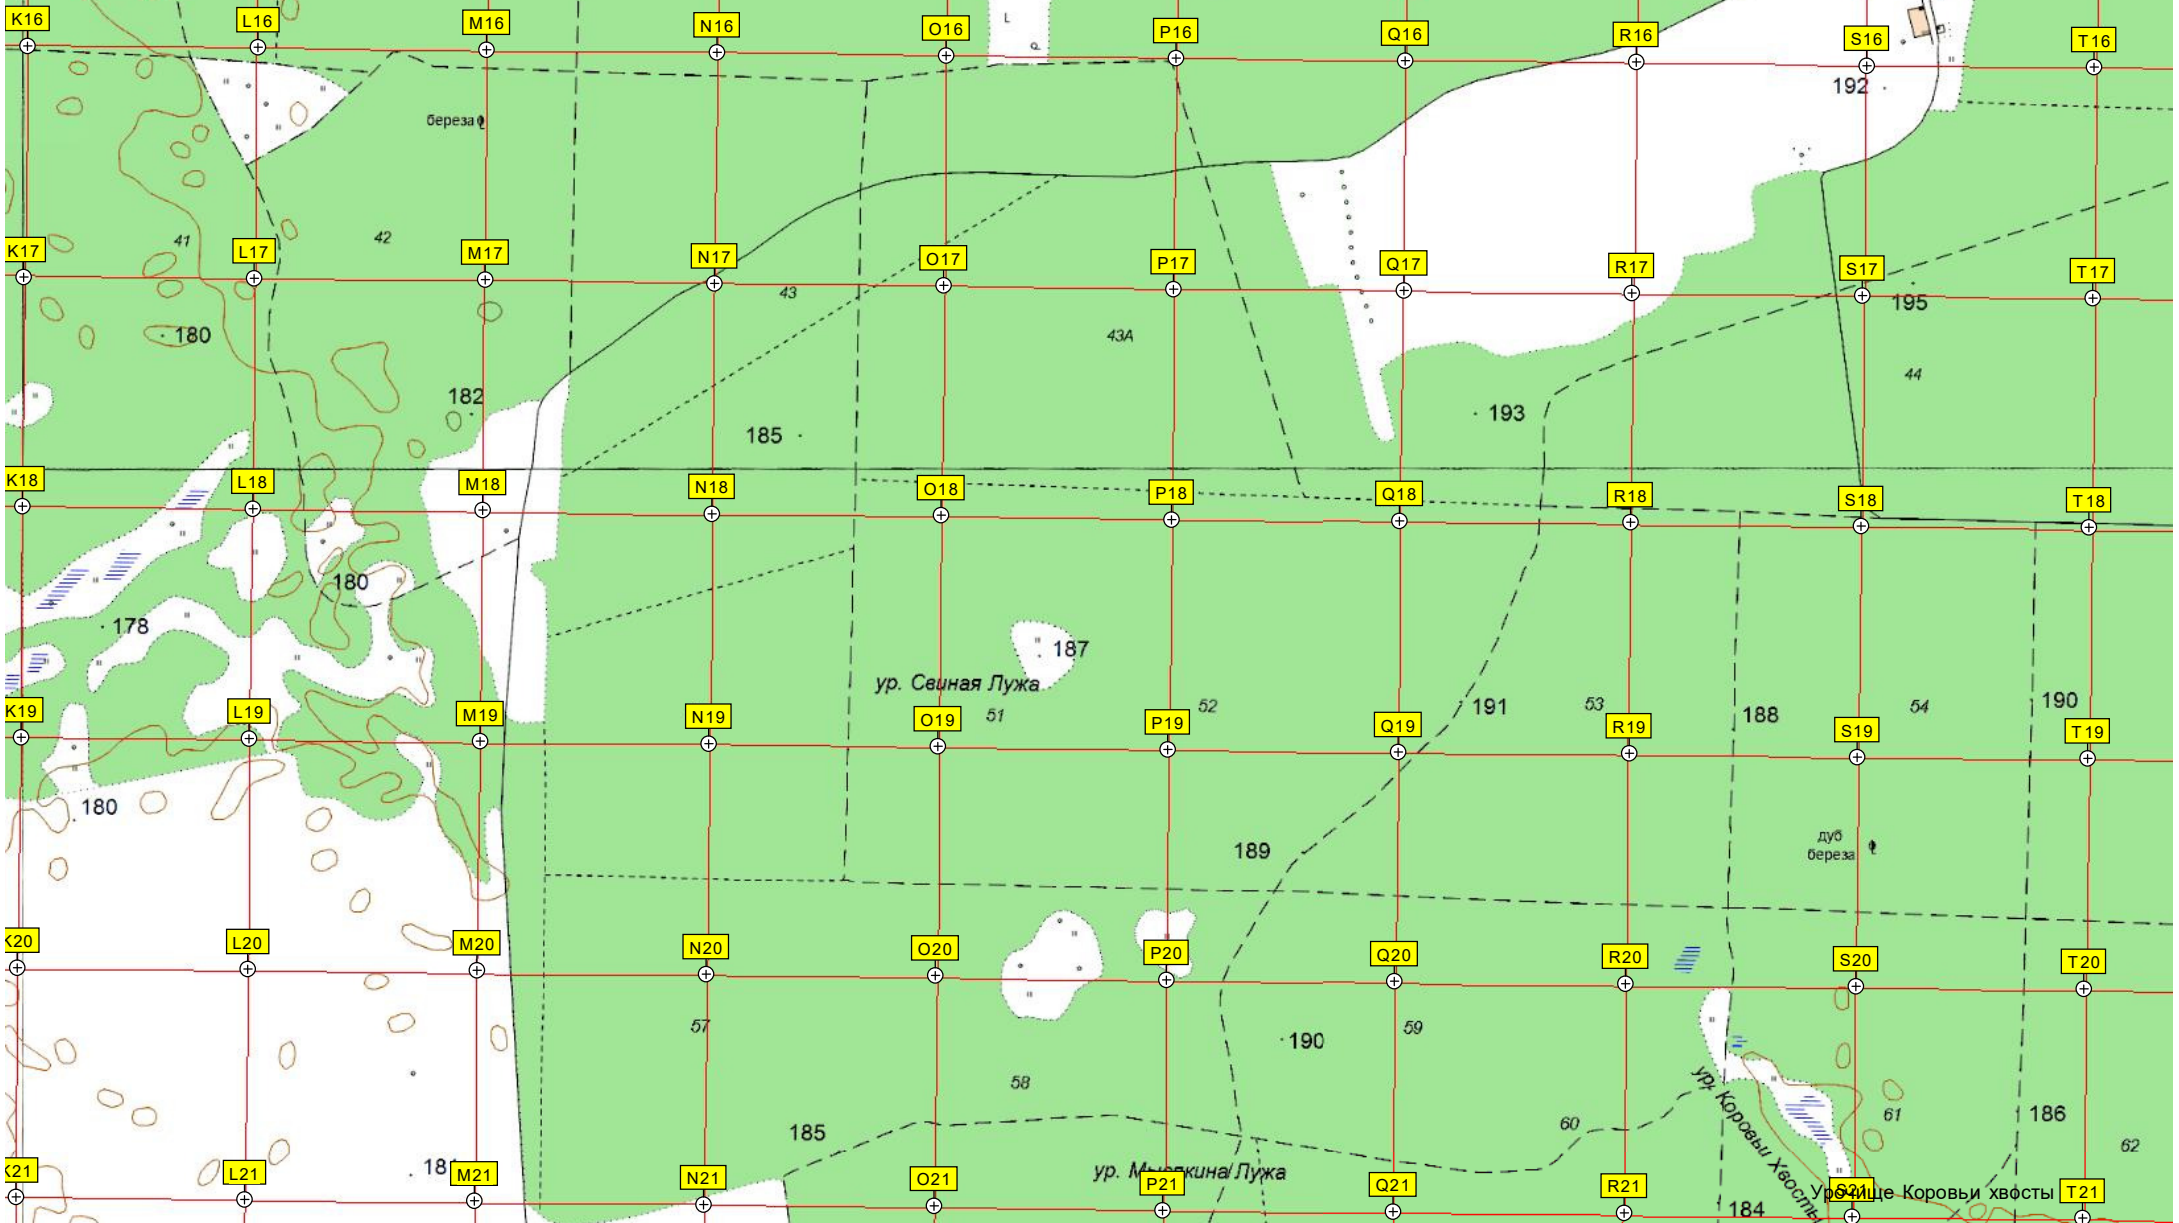 K16 L16 M16 N16 O16 P16 Q16 R16 S16 T16
192
береза
41 42
K17 L17 M17 N17 O17 P17 Q17 R17 S17 T17
43
195
180
43А
44
182
193
185
K18 L18 M18 N18 O18 P18 Q18 R18 S18 T18
180
178
187
ур. Свиная Лужа
51 52 191 53 188 54 190
K19 L19 M19 N19 O19 P19 Q19 R19 S19 T19
180
дуб
береза
189
K20 L20 M20 N20 O20 P20 Q20 R20 S20 T20
57 59
190
58
ур. Коровьи Хвосты
61 186
60
185
62
ур. Мыслкина Лужа
K21 L21 M21 N21 O21 P21 Q21 R21 S21 T21
Урочище Коровьи хвосты
184